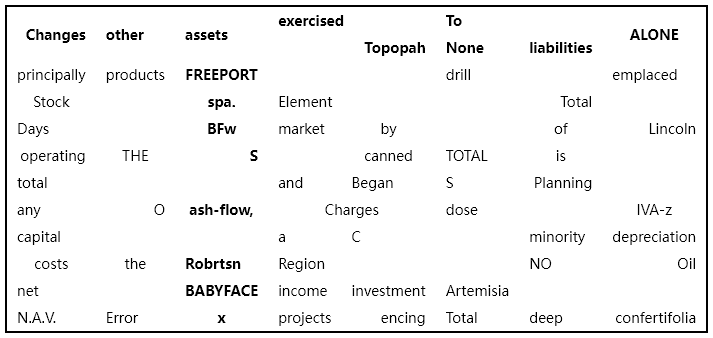 Changes other assets exercised Topopah To None liabilities ALONE
principally products FREEPORT drill emplaced
Stock spa. Element Total
Days BFw market by of Lincoln
operating THE S canned TOTAL is
total and Began S Planning
any O ash-flow, Charges dose IVA-z
capital a C minority depreciation
costs the Robrtsn Region NO Oil
net BABYFACE income investment Artemisia
N.A.V. Error x projects encing Total deep confertifolia